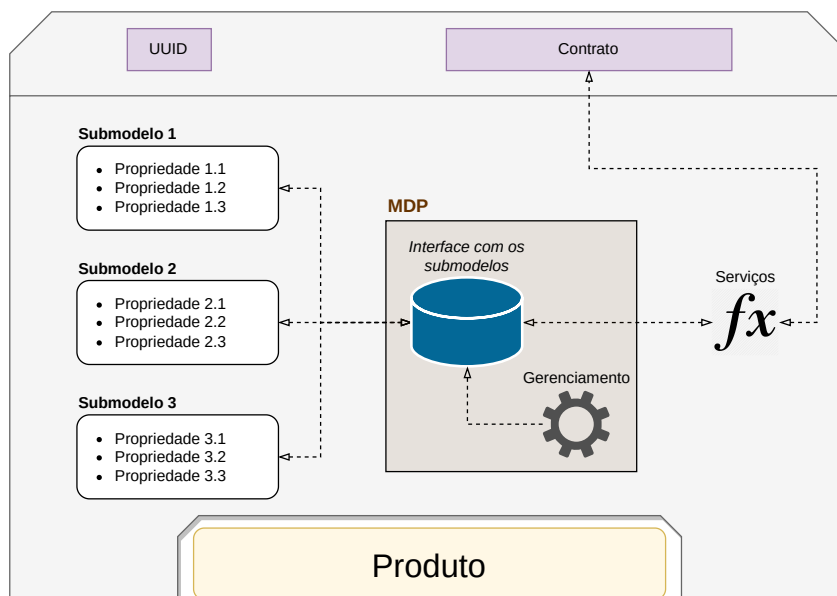 UUID
Contrato
Submodelo 1
• Propriedade 1.1
• Propriedade 1.2
• Propriedade 1.3
Submodelo 2
• Propriedade 2.1
• Propriedade 2.2
• Propriedade 2.3
Submodelo 3
• Propriedade 3.1
• Propriedade 3.2
• Propriedade 3.3
MDP
Interface com os
submodelos
Gerenciamento
Serviços
fx
Produto